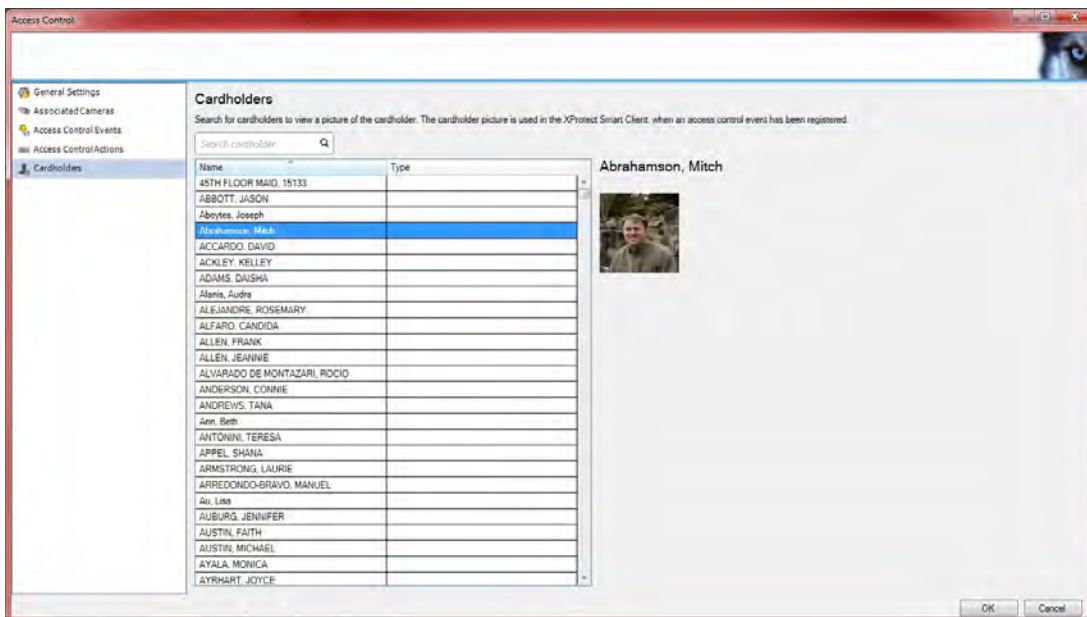 Access Control
General Settings
Associated Cameras
Access Control Events
Access Control Actions
Cardholders
Cardholders
Search for cardholders to view a picture of the cardholder. The cardholder picture is used in the XProtect Smart Client, when an access control event has been registered.
Search cardholder
Name Type
45TH FLOOR MAID, 15133
ABBOTT, JASON
Aboytes, Joseph
Abrahamson, Mitch
ACCARDO, DAVID
ACKLEY, KELLEY
ADAMS, DAISHA
Alanis, Audra
ALEJANDRE, ROSEMARY
ALFARO, CANDIDA
ALLEN, FRANK
ALLEN, JEANNIE
ALVARADO DE MONTAZARI, ROCIO
ANDERSON, CONNIE
ANDREWS, TANA
Ann, Beth
ANTONINI, TERESA
APPEL, SHANA
ARMSTRONG, LAURIE
ARREDONDO-BRAVO, MANUEL
Au, Lisa
AUBURG, JENNIFER
AUSTIN, FAITH
AUSTIN, MICHAEL
AYALA, MONICA
AYRHART, JOYCE
Abrahamson, Mitch
OK Cancel